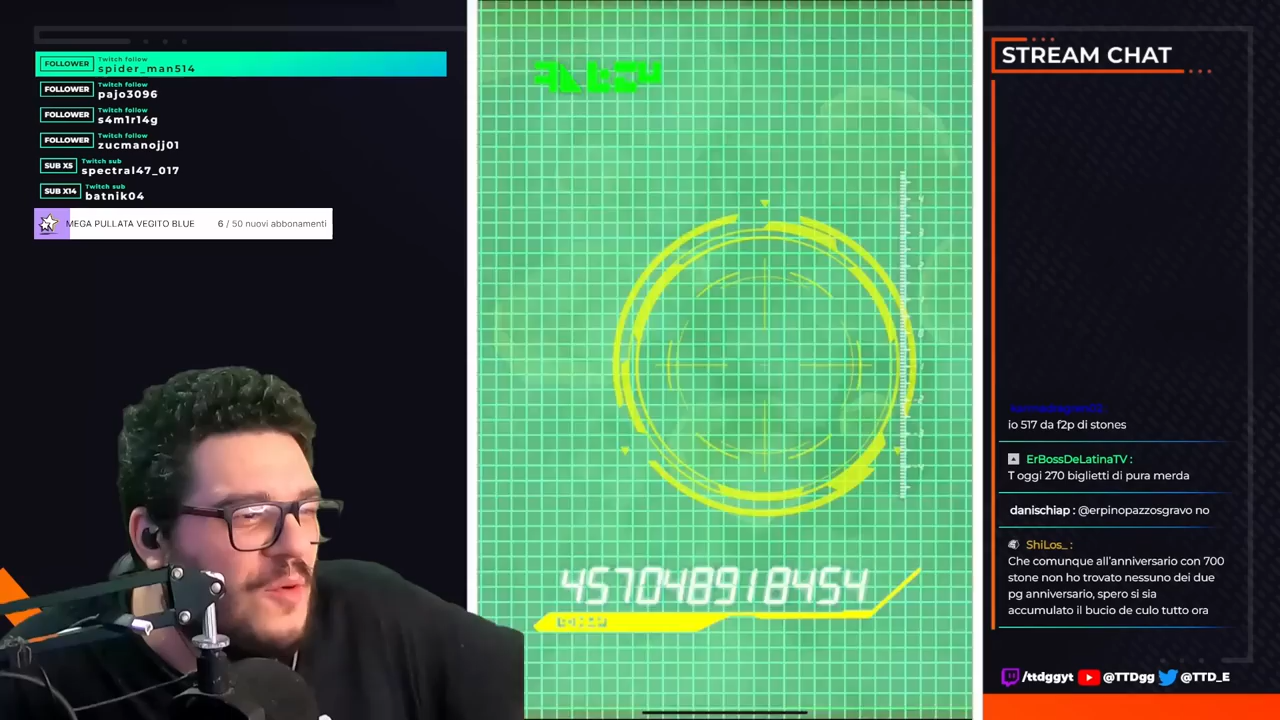 FOLLOWER Twitch follow
spider_man514
FOLLOWER Twitch follow
pajo3096
FOLLOWER Twitch follow
s4m1r14g
FOLLOWER Twitch follow
zucmanojj01
SUB X5 Twitch sub
spectral47_017
SUB X14 Twitch sub
batnik04
MEGA PULLATA VEGITO BLUE 6 / 50 nuovi abbonamenti
457048918454
STREAM CHAT
io 517 da f2p di stones
ErBossDeLatinaTV :
T oggi 270 biglietti di pura merda
danischiap : @erpinopazzosgravo no
ShiLos_ :
Che comunque all'anniversario con 700
stone non ho trovato nessuno dei due
pg anniversario, spero si sia
accumulato il bucio de culo tutto ora
/ttdggyt @TTDgg @TTD_E